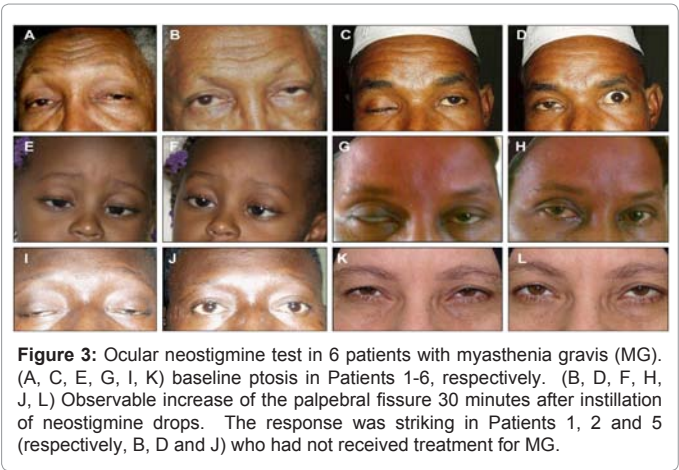 A B C D
E F G H
I J K L
Figure 3: Ocular neostigmine test in 6 patients with myasthenia gravis (MG).
(A, C, E, G, I, K) baseline ptosis in Patients 1-6, respectively. (B, D, F, H,
J, L) Observable increase of the palpebral fissure 30 minutes after instillation
of neostigmine drops. The response was striking in Patients 1, 2 and 5
(respectively, B, D and J) who had not received treatment for MG.